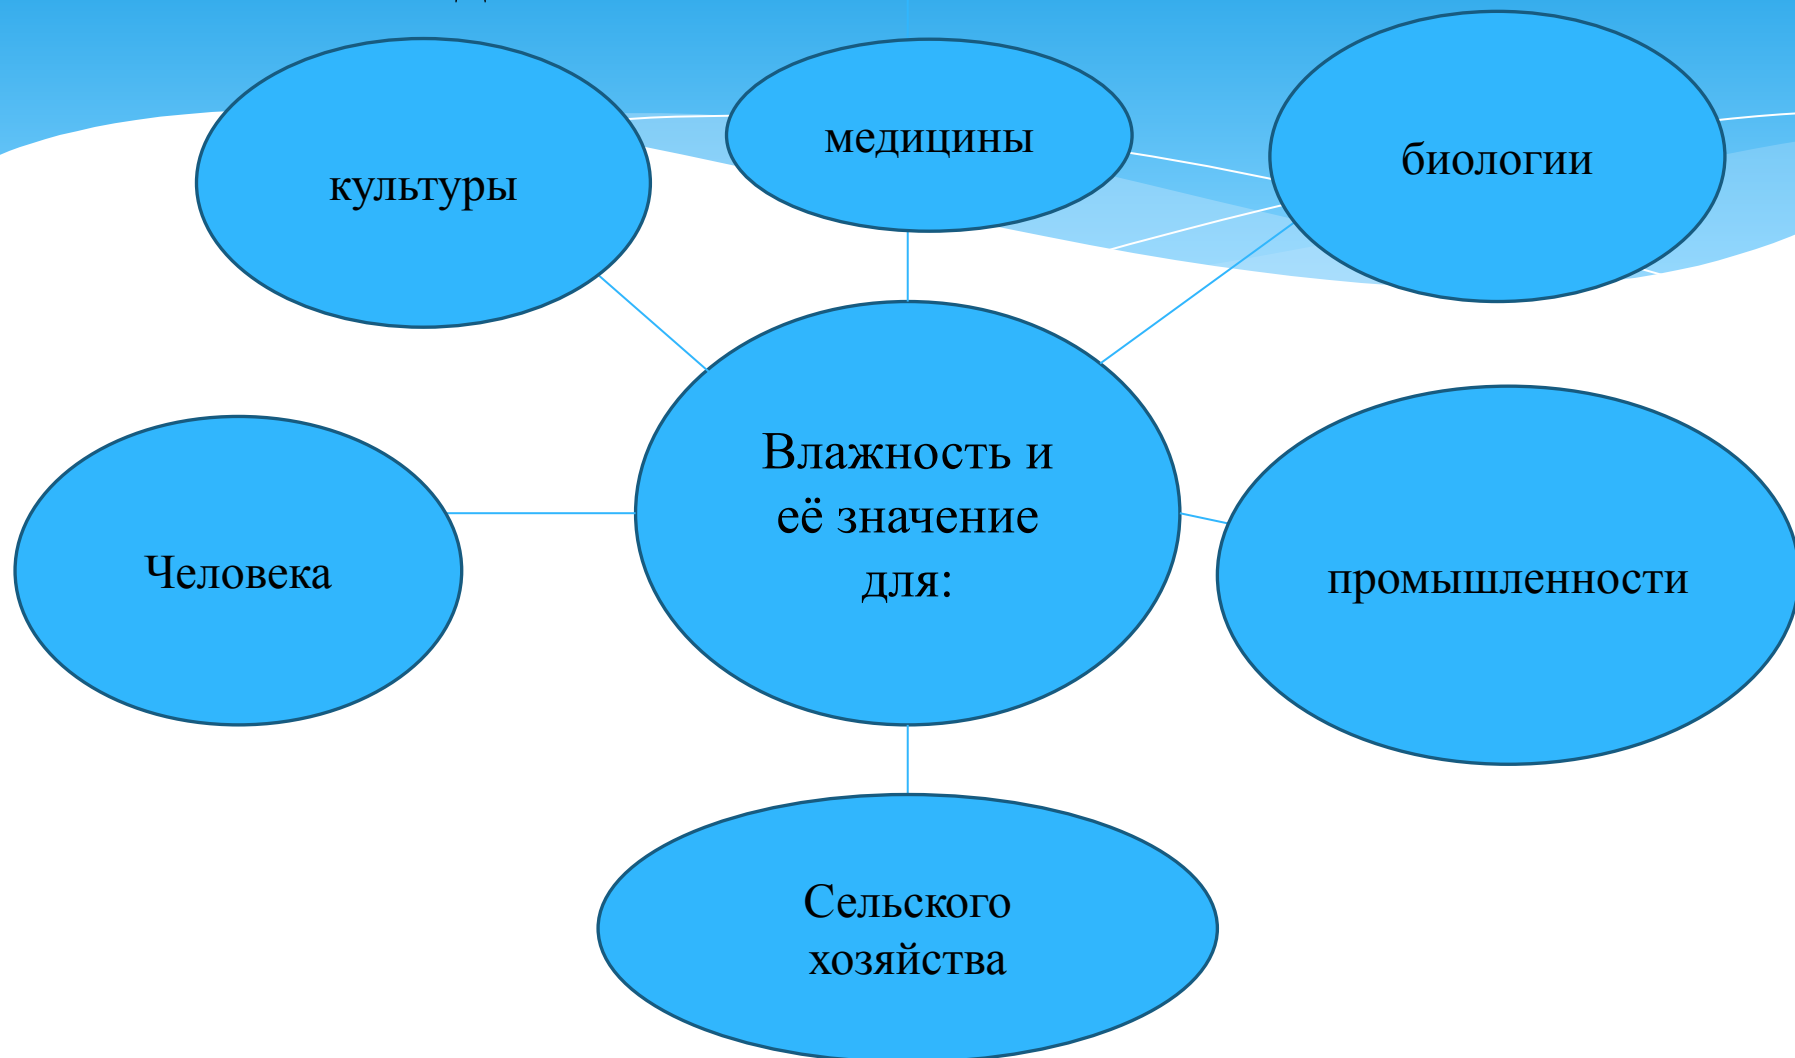 культуры
медицины
биологии
Влажность и
её значение
для:
Человека
промышленности
Сельского
хозяйства